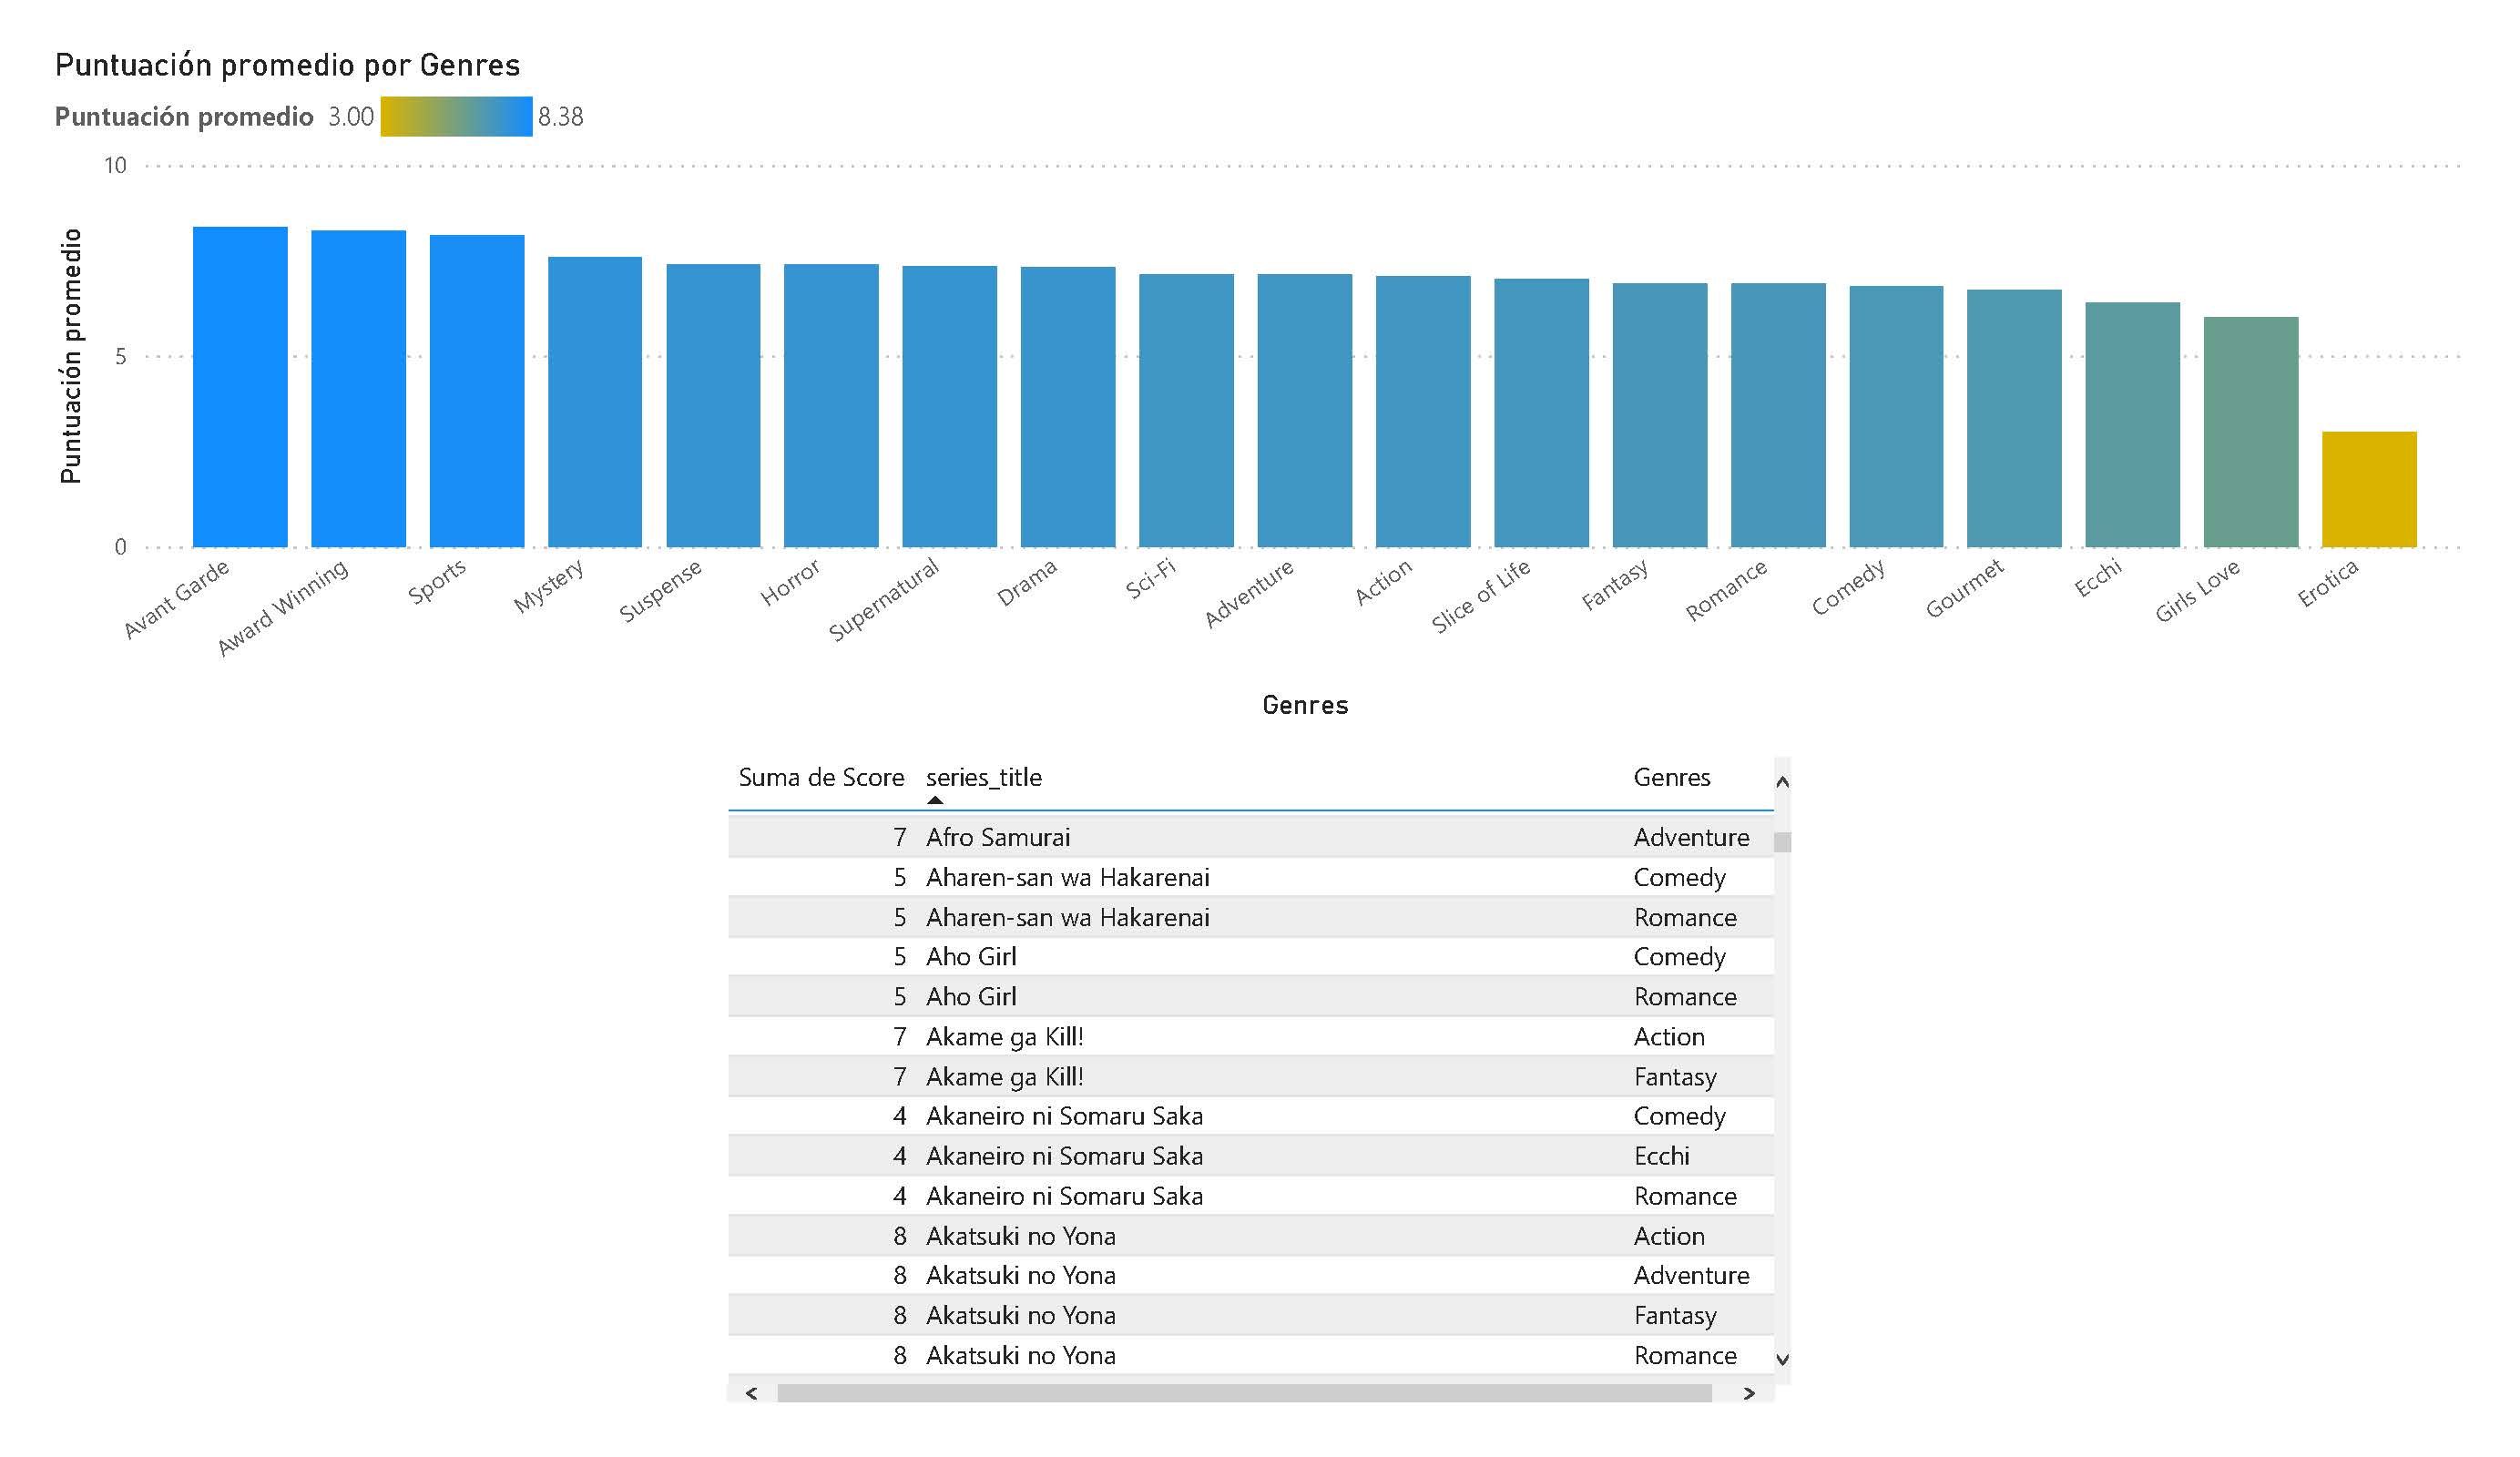 Puntuación promedio por Genres
Puntuación promedio 3.00 8.38
10
5
0
Puntuación promedio
Avant Garde
Award Winning
Sports
Mystery
Suspense
Horror
Supernatural
Drama
Sci-Fi
Adventure
Action
Slice of Life
Fantasy
Romance
Comedy
Gourmet
Ecchi
Girls Love
Erotica
Genres
Suma de Score series_title Genres
7 Afro Samurai Adventure
5 Aharen-san wa Hakarenai Comedy
5 Aharen-san wa Hakarenai Romance
5 Aho Girl Comedy
5 Aho Girl Romance
7 Akame ga Kill! Action
7 Akame ga Kill! Fantasy
4 Akaneiro ni Somaru Saka Comedy
4 Akaneiro ni Somaru Saka Ecchi
4 Akaneiro ni Somaru Saka Romance
8 Akatsuki no Yona Action
8 Akatsuki no Yona Adventure
8 Akatsuki no Yona Fantasy
8 Akatsuki no Yona Romance